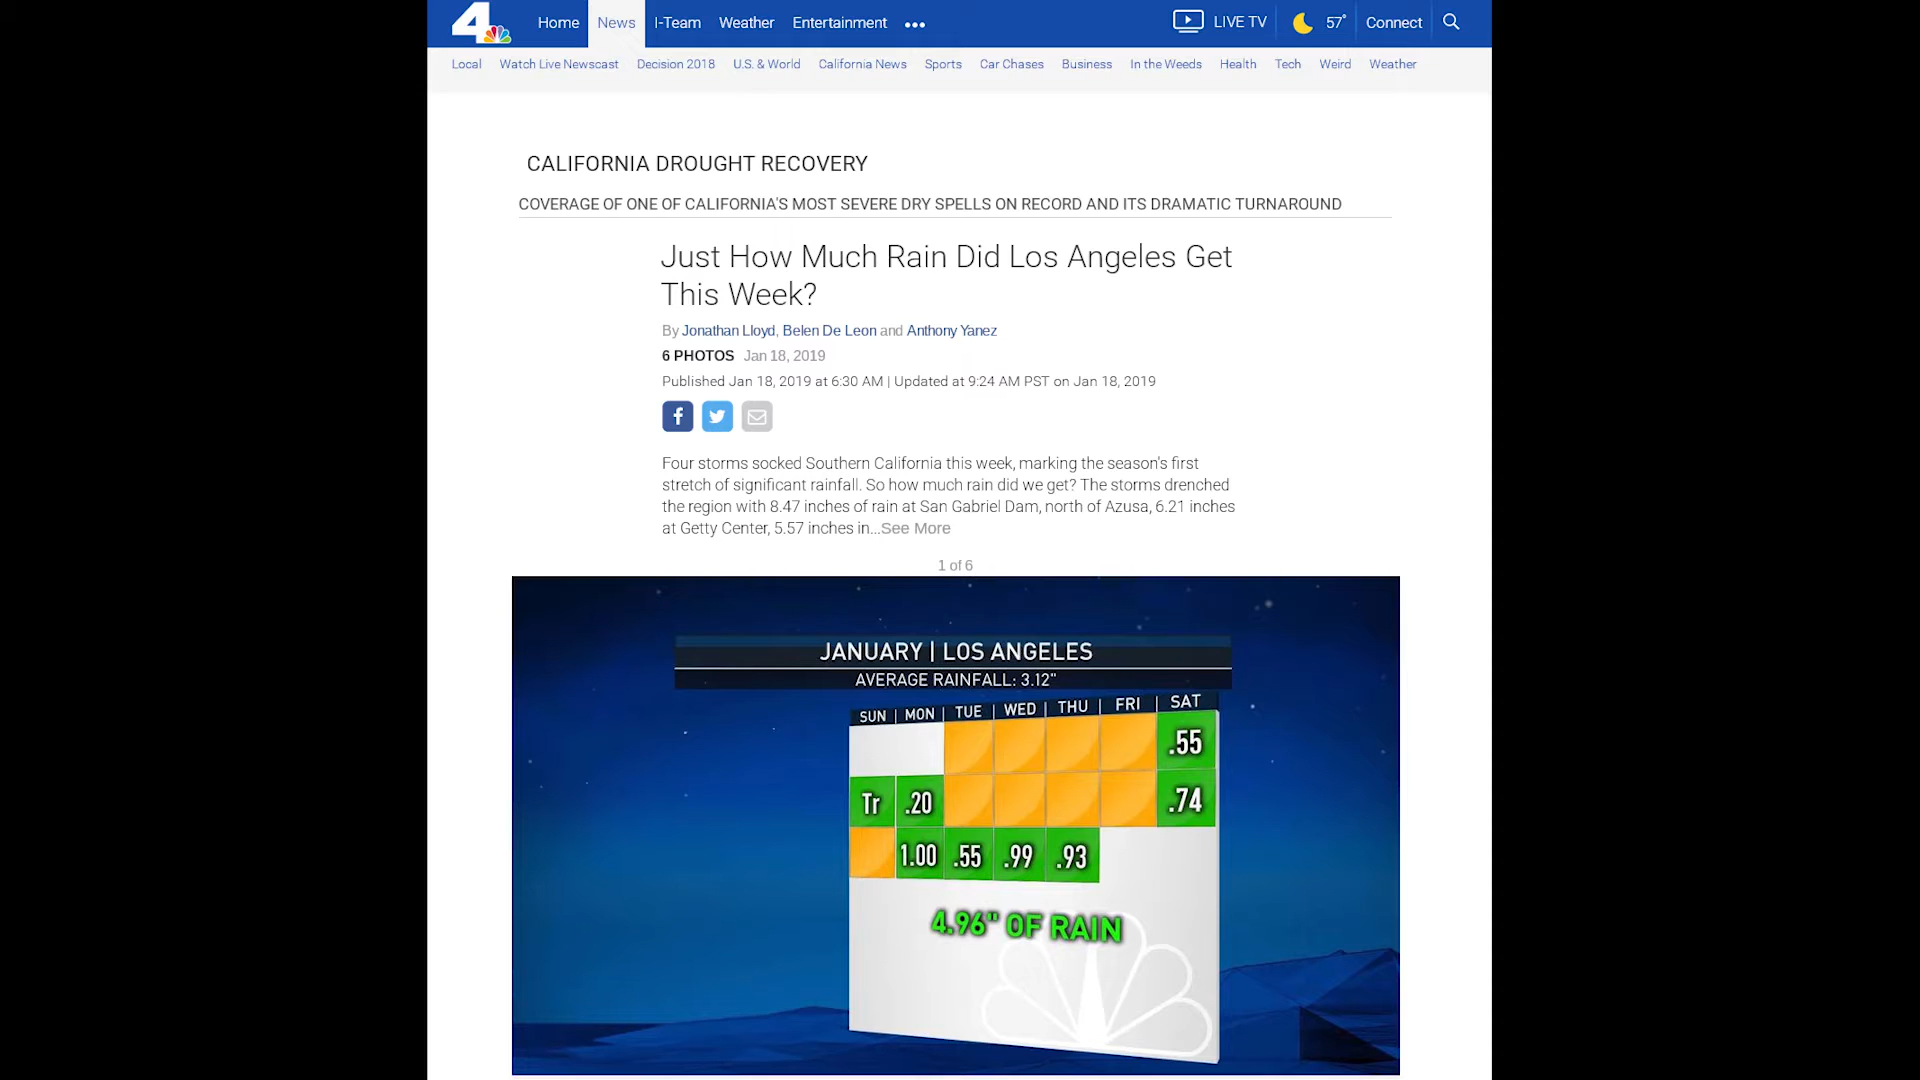 4 Home News I-Team Weather Entertainment ••• LIVE TV 57° Connect
Local Watch Live Newscast Decision 2018 U.S. & World California News Sports Car Chases Business In the Weeds Health Tech Weird Weather
CALIFORNIA DROUGHT RECOVERY
COVERAGE OF ONE OF CALIFORNIA'S MOST SEVERE DRY SPELLS ON RECORD AND ITS DRAMATIC TURNAROUND
Just How Much Rain Did Los Angeles Get
This Week?
By Jonathan Lloyd, Belen De Leon and Anthony Yanez
6 PHOTOS Jan 18, 2019
Published Jan 18, 2019 at 6:30 AM | Updated at 9:24 AM PST on Jan 18, 2019
Four storms socked Southern California this week, marking the season's first
stretch of significant rainfall. So how much rain did we get? The storms drenched
the region with 8.47 inches of rain at San Gabriel Dam, north of Azusa, 6.21 inches
at Getty Center, 5.57 inches in...See More
1 of 6
JANUARY | LOS ANGELES
AVERAGE RAINFALL: 3.12"
SUN | MON | TUE | WED | THU | FRI | SAT
.55
Tr .20 .74
1.00 .55 .99 .93
4.96" OF RAIN